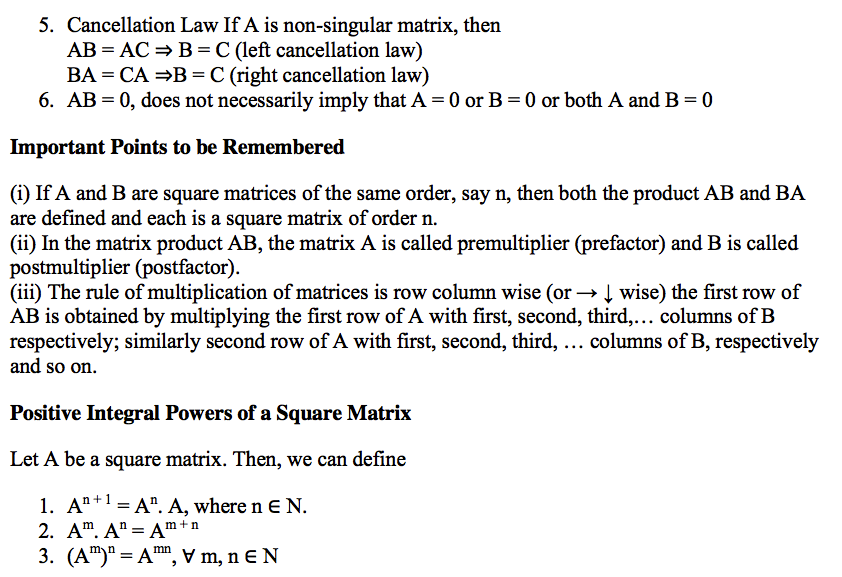 5. Cancellation Law If A is non-singular matrix, then
AB = AC ⇒ B = C (left cancellation law)
BA = CA ⇒B = C (right cancellation law)
6. AB = 0, does not necessarily imply that A = 0 or B = 0 or both A and B = 0
Important Points to be Remembered
(i) If A and B are square matrices of the same order, say n, then both the product AB and BA
are defined and each is a square matrix of order n.
(ii) In the matrix product AB, the matrix A is called premultiplier (prefactor) and B is called
postmultiplier (postfactor).
(iii) The rule of multiplication of matrices is row column wise (or → ↓ wise) the first row of
AB is obtained by multiplying the first row of A with first, second, third,… columns of B
respectively; similarly second row of A with first, second, third, … columns of B, respectively
and so on.
Positive Integral Powers of a Square Matrix
Let A be a square matrix. Then, we can define
1. Aⁿ⁺¹ = Aⁿ. A, where n ∈ N.
2. Aᵐ. Aⁿ = Aᵐ⁺ⁿ
3. (Aᵐ)ⁿ = Aᵐⁿ, ∀ m, n ∈ N